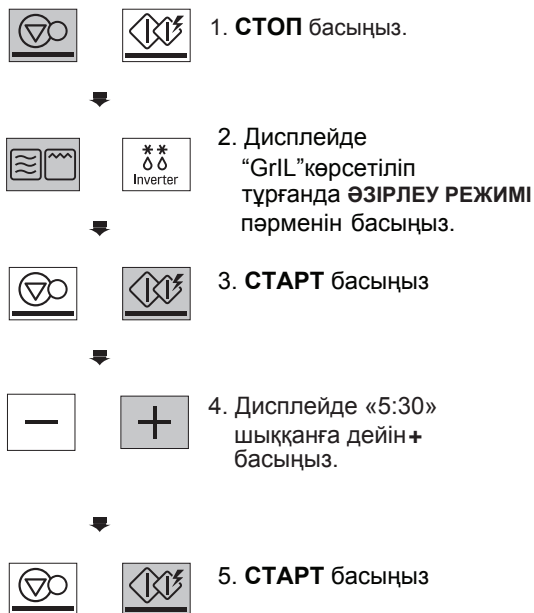 1. СТОП басыңыз.
Inverter
2. Дисплейде
“GrIL”көрсетіліп
тұрғанда ӘЗІРЛЕУ РЕЖИМІ
пәрменін басыңыз.
3. СТАРТ басыңыз
4. Дисплейде «5:30»
шыққанға дейін+
басыңыз.
5. СТАРТ басыңыз